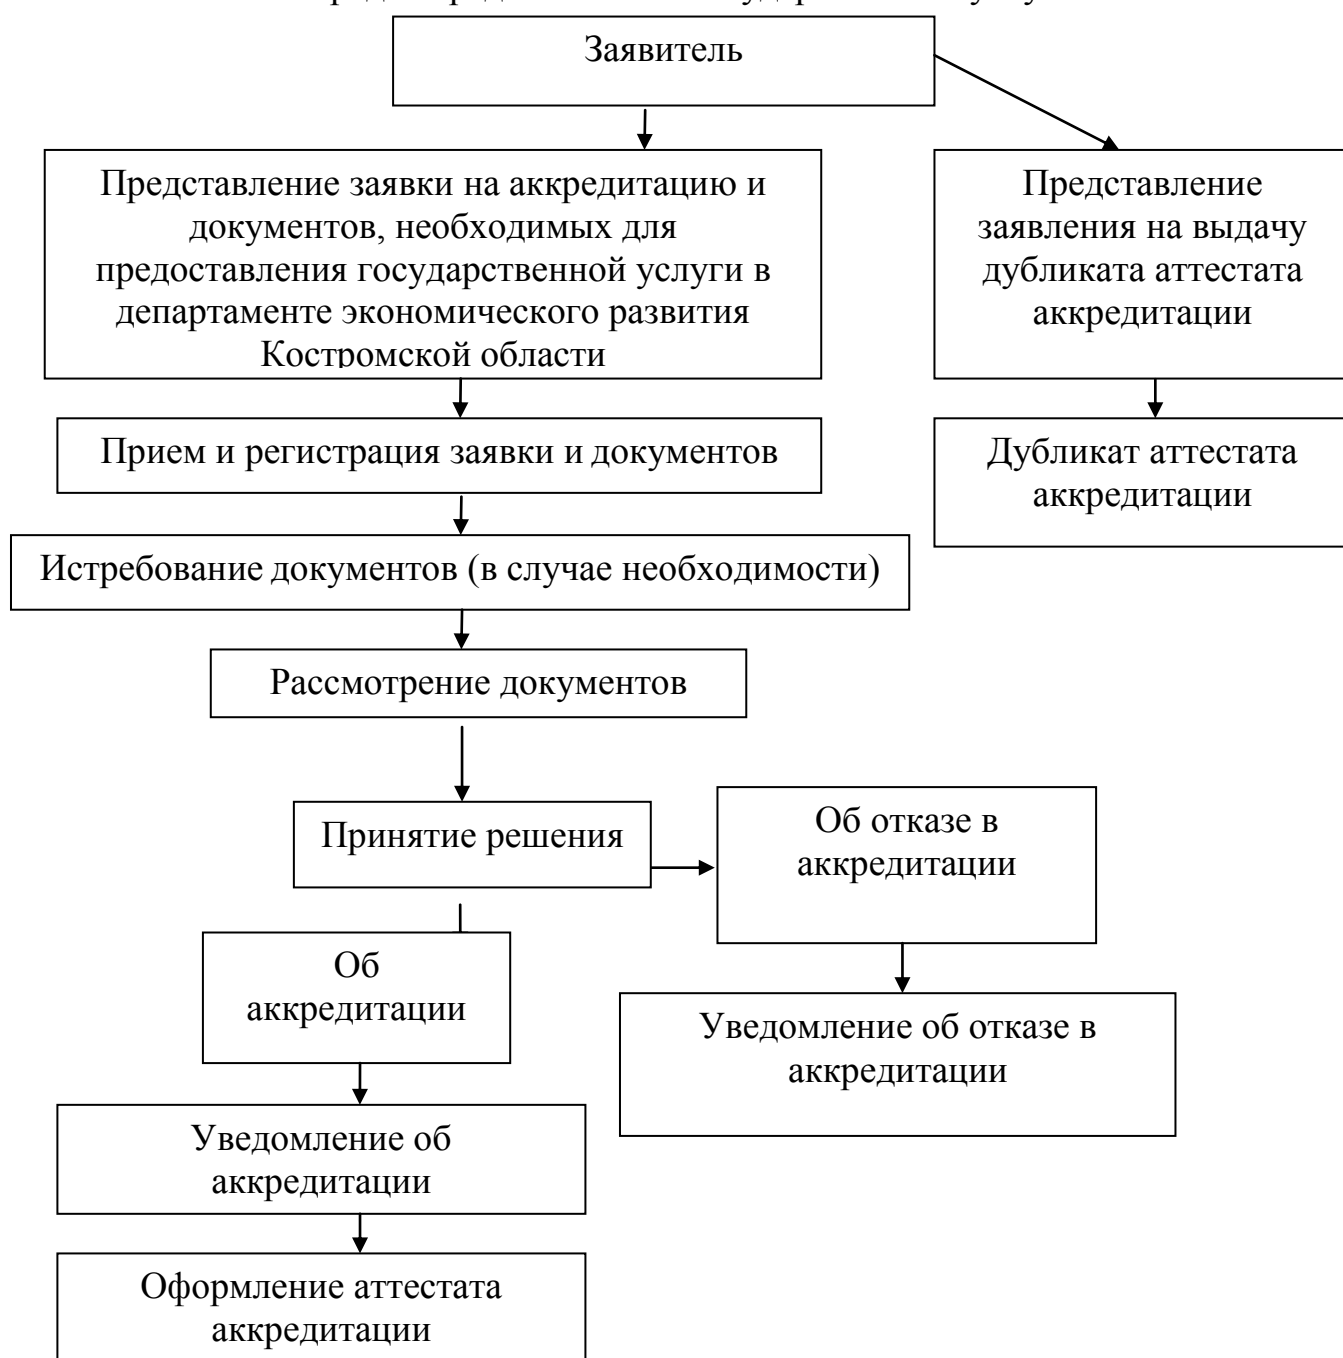 Заявитель
Представление заявки на аккредитацию и
документов, необходимых для
предоставления государственной услуги в
департаменте экономического развития
Костромской области
Представление
заявления на выдачу
дубликата аттестата
аккредитации
Прием и регистрация заявки и документов
Дубликат аттестата
аккредитации
Истребование документов (в случае необходимости)
Рассмотрение документов
Принятие решения
Об отказе в
аккредитации
Об
аккредитации
Уведомление об отказе в
аккредитации
Уведомление об
аккредитации
Оформление аттестата
аккредитации